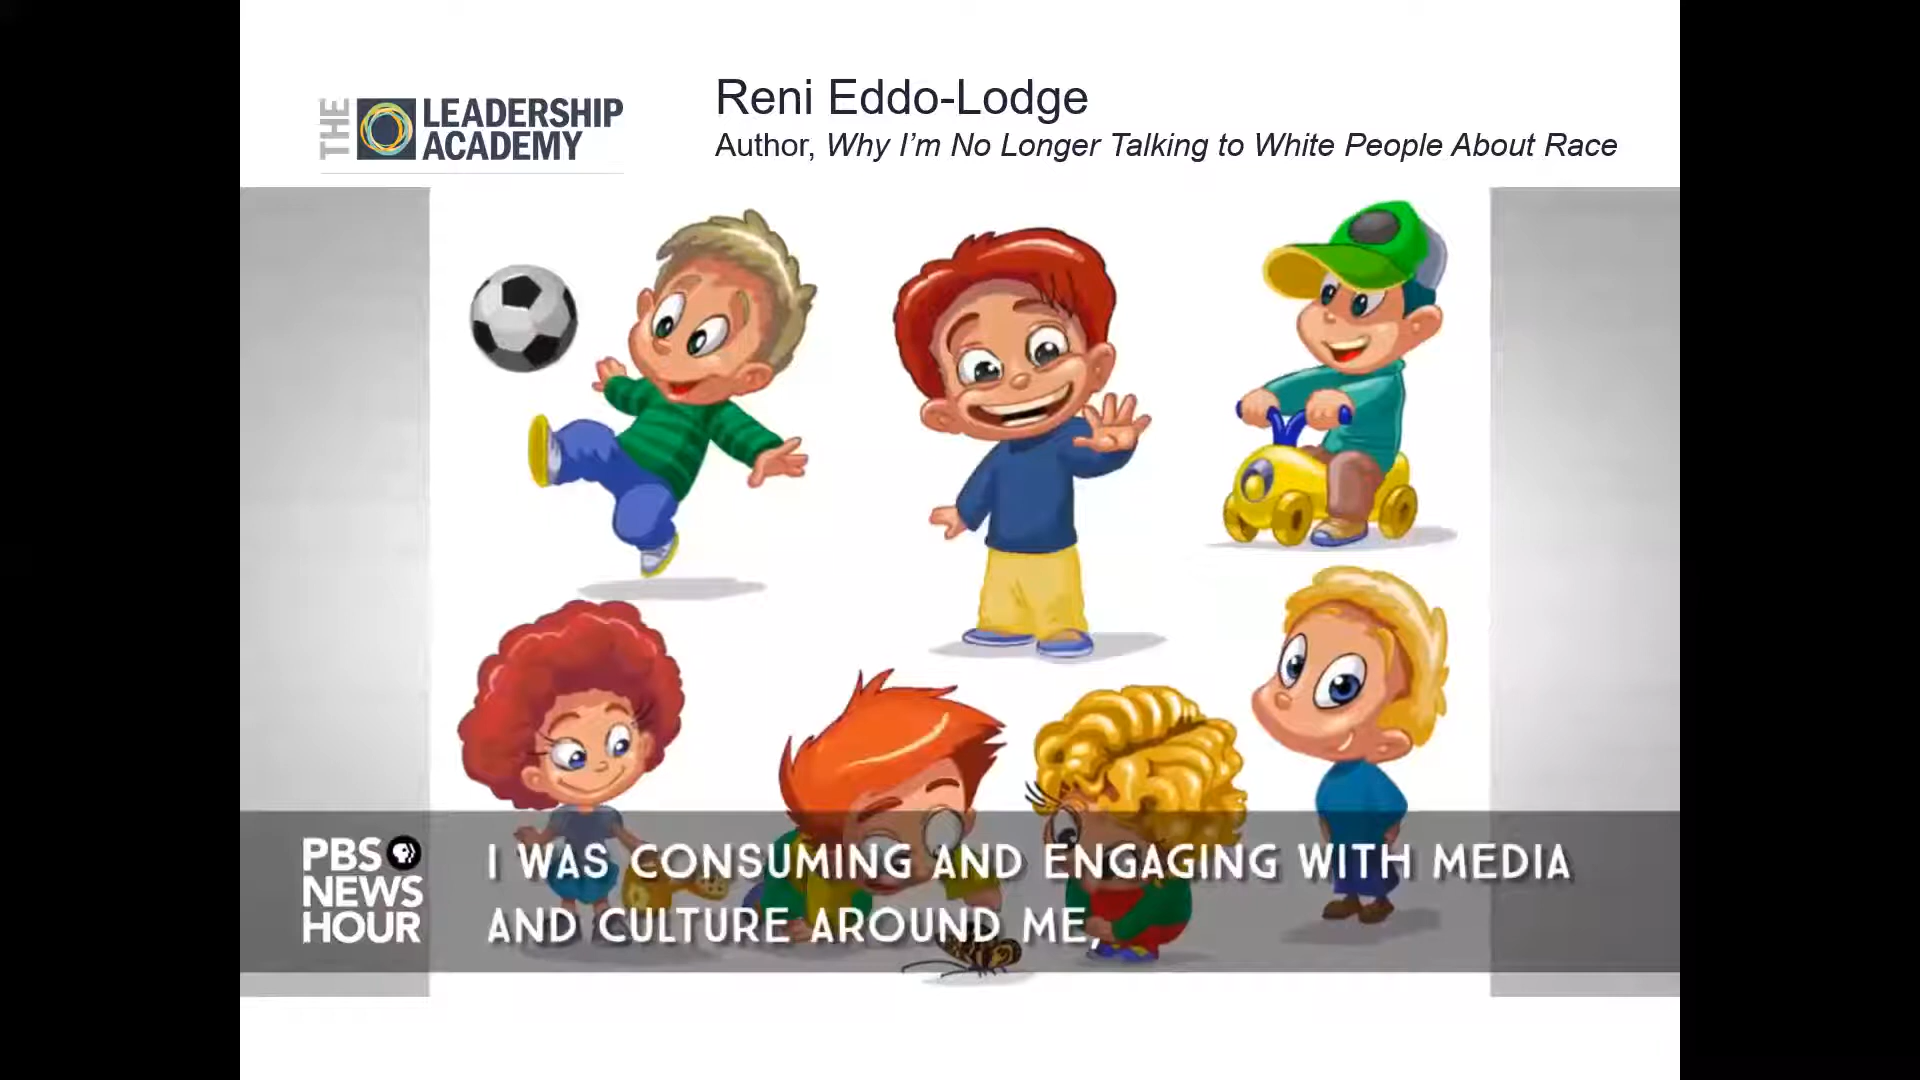 THE LEADERSHIP
ACADEMY
Reni Eddo-Lodge
Author, Why I'm No Longer Talking to White People About Race
PBS
NEWS
HOUR
I WAS CONSUMING AND ENGAGING WITH MEDIA
AND CULTURE AROUND ME,